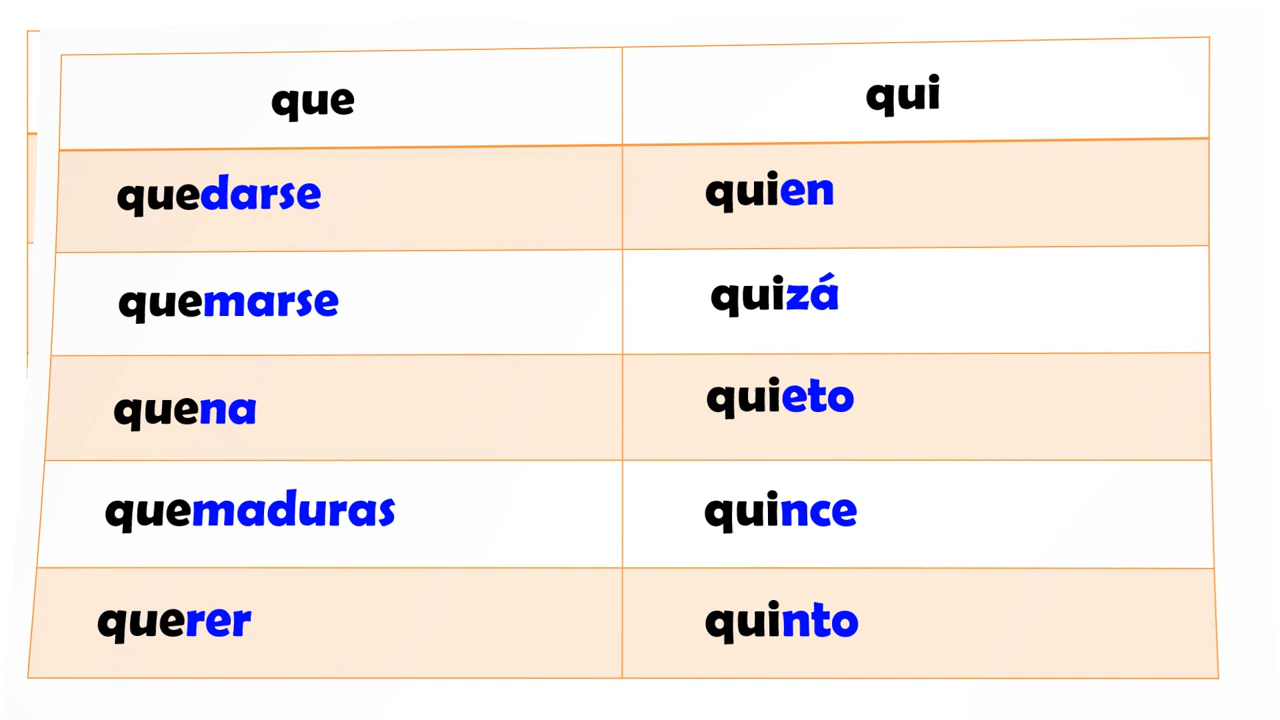 que qui
quedarse quien
quemarse quizá
quena quieto
quemaduras quince
querer quinto